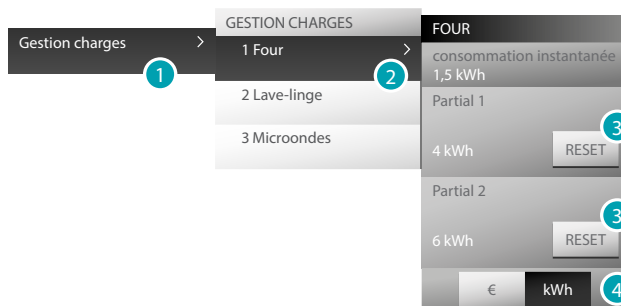 Gestion charges >
1
GESTION CHARGES
1 Four >
2
2 Lave-linge
3 Microondes
FOUR
consommation instantanée
1,5 kWh
Partial 1
3
4 kWh RESET
Partial 2
3
6 kWh RESET
€ kWh 4